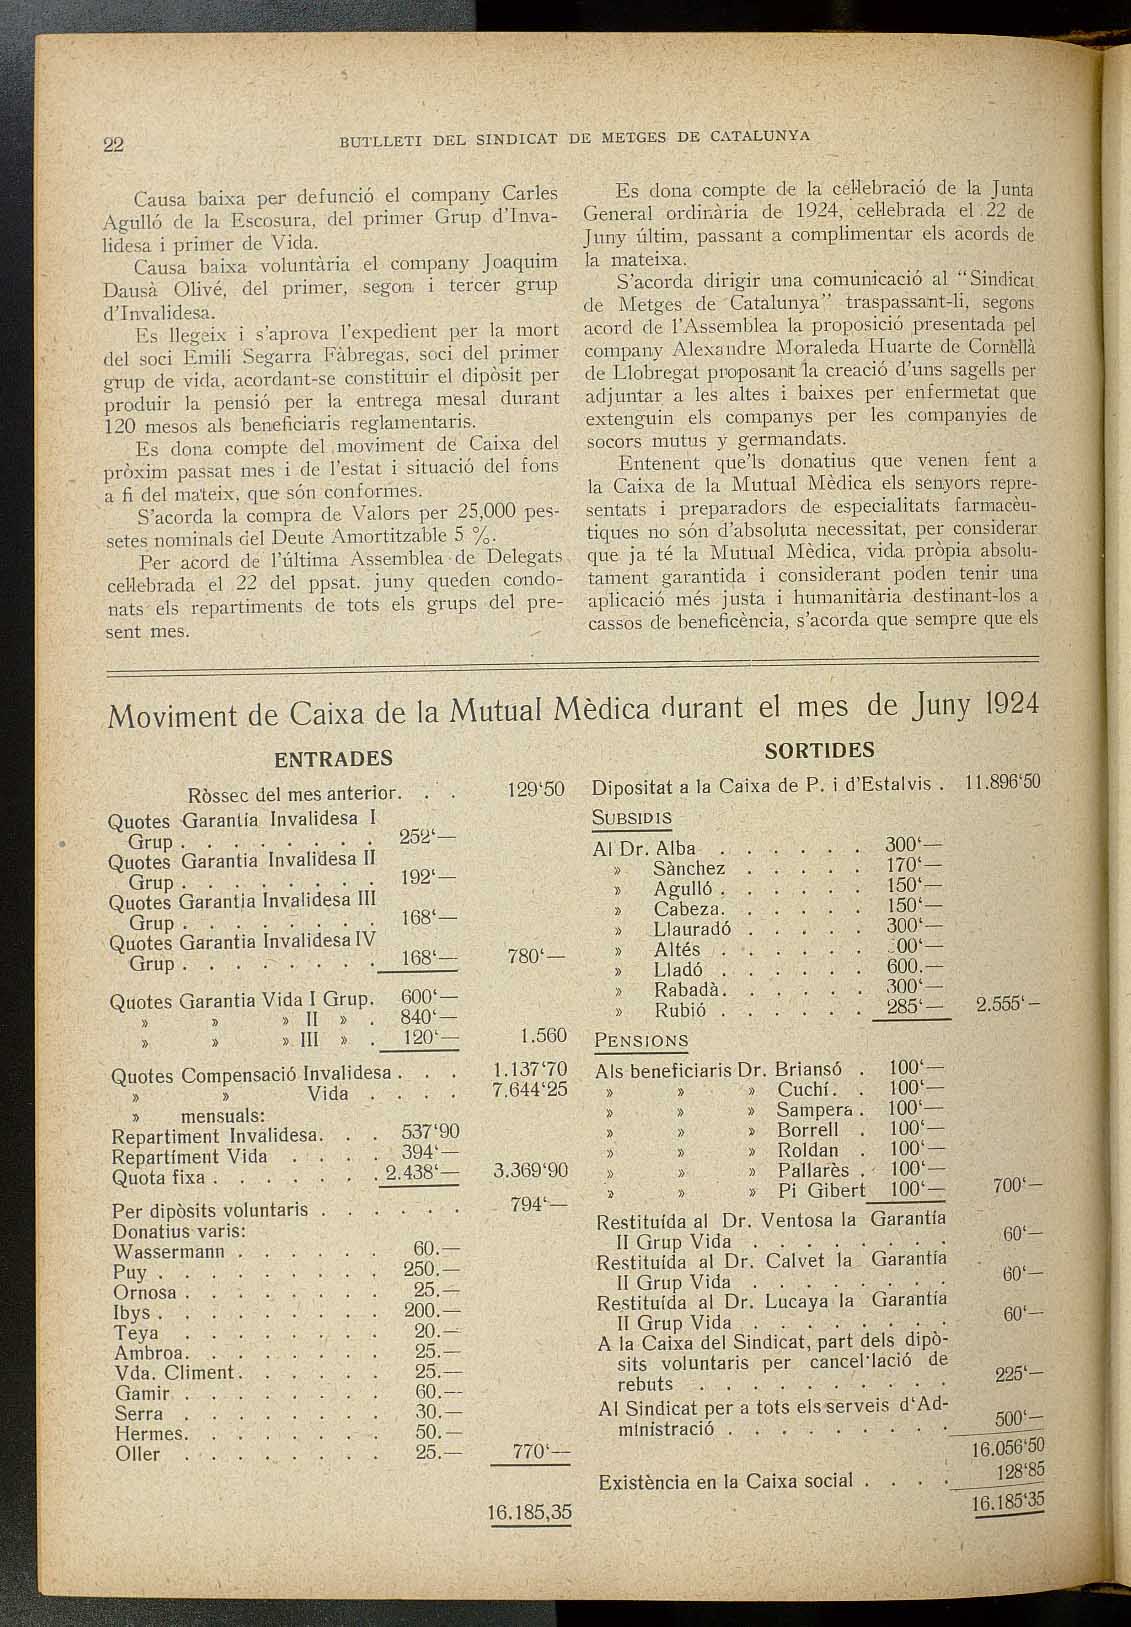 22
BUTLLETI DEL SINDICAT DE METGES DE CATALUNYA
Causa baixa per defunció el company Carles
Agulló de la Escosura, del primer Grup d'Inva-
lidesa i primer de Vida.
Causa baixa voluntària el company Joaquim
Dausà Olivé, del primer, segon i tercer grup
d'Invalidesa.
Es llegeix i s'aprova l'expedient per la mort
del soci Emili Segarra Fàbregas, soci del primer
grup de vida, acordant-se constituir el dipòsit per
produir la pensió per la entrega mesal durant
120 mesos als beneficiaris reglamentaris.
Es dona compte del moviment de Caixa del
pròxim passat mes i de l'estat i situació del fons
a fi del mateix, que són conformes.
S'acorda la compra de Valors per 25,000 pes-
setes nominals del Deute Amortitzable 5 %.
Per acord de l'última Assemblea de Delegats
cel·lebrada el 22 del ppsat. juny queden condo-
nats els repartiments de tots els grups del pre-
sent mes.
Es dona compte de la cel·lebració de la Junta
General ordinària de 1924, cel·lebrada el 22 de
Juny últim, passant a complimentar els acords de
la mateixa.
S'acorda dirigir una comunicació al "Sindicat
de Metges de Catalunya" traspassant-li, segons
acord de l'Assemblea la proposició presentada pel
company Alexandre Moraleda Huarte de Cornèllà
de Llobregat proposant la creació d'uns sagells per
adjuntar a les altes i baixes per enfermetat que
extenguin els companys per les companyies de
socors mutus y germandats.
Entenent que'ls donatius que venen fent a
la Caixa de la Mutual Mèdica els senyors repre-
sentats i preparadors de especialitats farmacèu-
tiques no són d'absoluta necessitat, per considerar
que ja té la Mutual Mèdica, vida pròpia absolu-
tament garantida i considerant poden tenir una
aplicació més justa i humanitària destinant-los a
cassos de beneficència, s'acorda que sempre que els
Moviment de Caixa de la Mutual Mèdica durant el mes de Juny 1924
ENTRADES
Ròssec del mes anterior. . . 129'50
Quotes Garantia Invalidesa I
Grup . . . . . . . . 252'—
Quotes Garantia Invalidesa II
Grup . . . . . . . . 192'—
Quotes Garantia Invalidesa III
Grup . . . . . . . . 168'—
Quotes Garantia Invalidesa IV
Grup . . . . . . . . 168'— 780'—
Quotes Garantia Vida I Grup. 600'—
» » » II » . 840'—
» » » III » . 120'— 1.560
Quotes Compensació Invalidesa . . . 1.137'70
» » Vida . . . . 7.644'25
» mensuals:
Repartiment Invalidesa. . . 537'90
Repartiment Vida . . . . 394'—
Quota fixa . . . . . . . 2.438'— 3.369'90
Per dipòsits voluntaris . . . . . . 794'—
Donatius varis:
Wassermann . . . . . . 60.—
Puy . . . . . . . . . 250.—
Ornosa . . . . . . . . 25.—
Ibys . . . . . . . . . 200.—
Teya . . . . . . . . 20.—
Ambroa. . . . . . . . 25.—
Vda. Climent. . . . . . 25.—
Gamir . . . . . . . . 60.—
Serra . . . . . . . . 30.—
Hermes. . . . . . . . 50.—
Oller . . . . . . . . 25.— 770'—
16.185,35
SORTIDES
Dipositat a la Caixa de P. i d'Estalvis . 11.896'50
SUBSIDIS
Al Dr. Alba . . . . . . 300'—
» Sànchez . . . . . 170'—
» Agulló . . . . . . 150'—
» Cabeza. . . . . . 150'—
» Llauradó . . . . . 300'—
» Altés . . . . . . 00'—
» Lladó . . . . . . 600.—
» Rabadà. . . . . . 300'—
» Rubió . . . . . . 285'— 2.555'—
PENSIONS
Als beneficiaris Dr. Briansó . 100'—
» » » Cuchí. . 100'—
» » » Sampera . 100'—
» » » Borrell . 100'—
» » » Roldan . 100'—
» » » Pallarès . 100'—
» » » Pi Gibert 100'— 700'—
Restituída al Dr. Ventosa la Garantía
II Grup Vida . . . . . . . . 60'—
Restituída al Dr. Calvet la Garantía
II Grup Vida . . . . . . . . 60'—
Restituída al Dr. Lucaya la Garantía
II Grup Vida . . . . . . . . 60'—
A la Caixa del Sindicat, part dels dipò-
sits voluntaris per cancel·lació de
rebuts . . . . . . . . . . 225'—
Al Sindicat per a tots els serveis d'Ad-
ministració . . . . . . . . . 500'—
16.056'50
Existència en la Caixa social . . . . 128'85
16.185'35